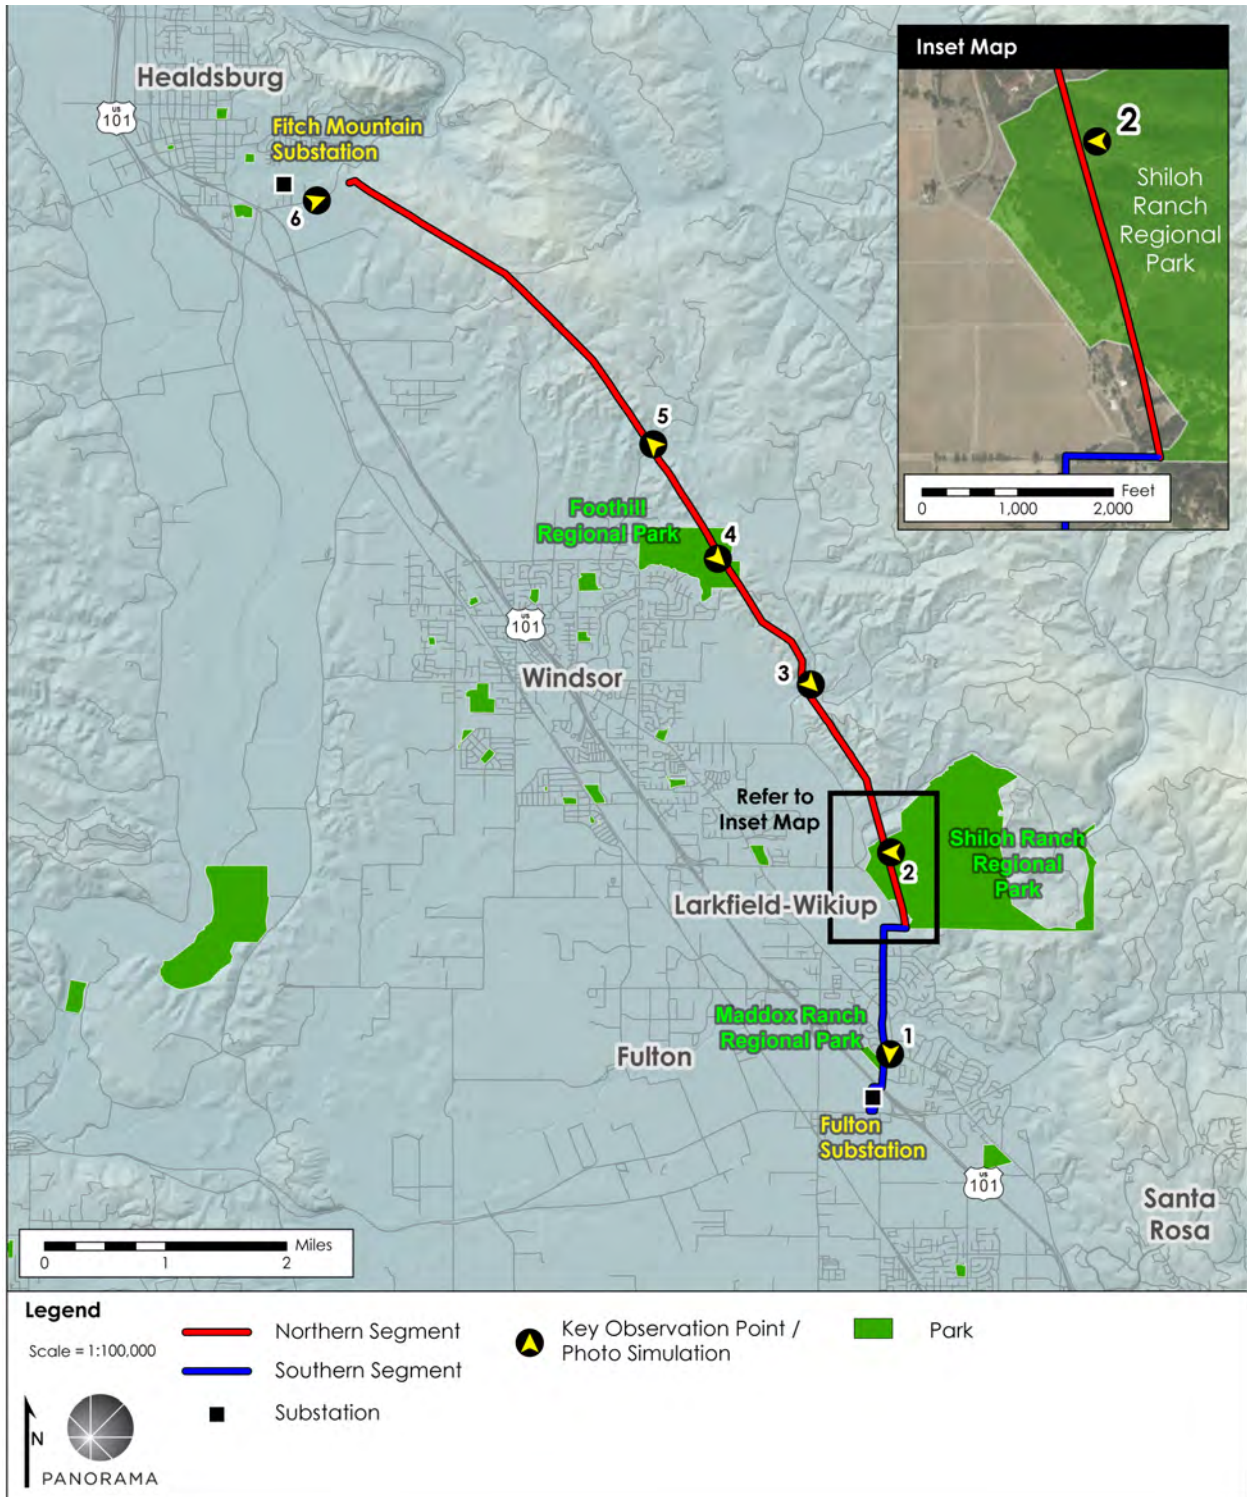 Inset Map
2
Shiloh
Ranch
Regional
Park
Feet
0 1,000 2,000
Healdsburg
US
101
Fitch Mountain
Substation
6
5
Foothill
Regional Park
4
US
101
Windsor
3
Refer to
Inset Map
Shiloh Ranch
Regional
Park
2
Larkfield-Wikiup
Maddox Ranch
Regional Park
1
Fulton
Fulton
Substation
US
101
Santa
Rosa
Miles
0 1 2
Legend
Scale = 1:100,000
Northern Segment
Southern Segment
Substation
Key Observation Point /
Photo Simulation
Park
N
PANORAMA